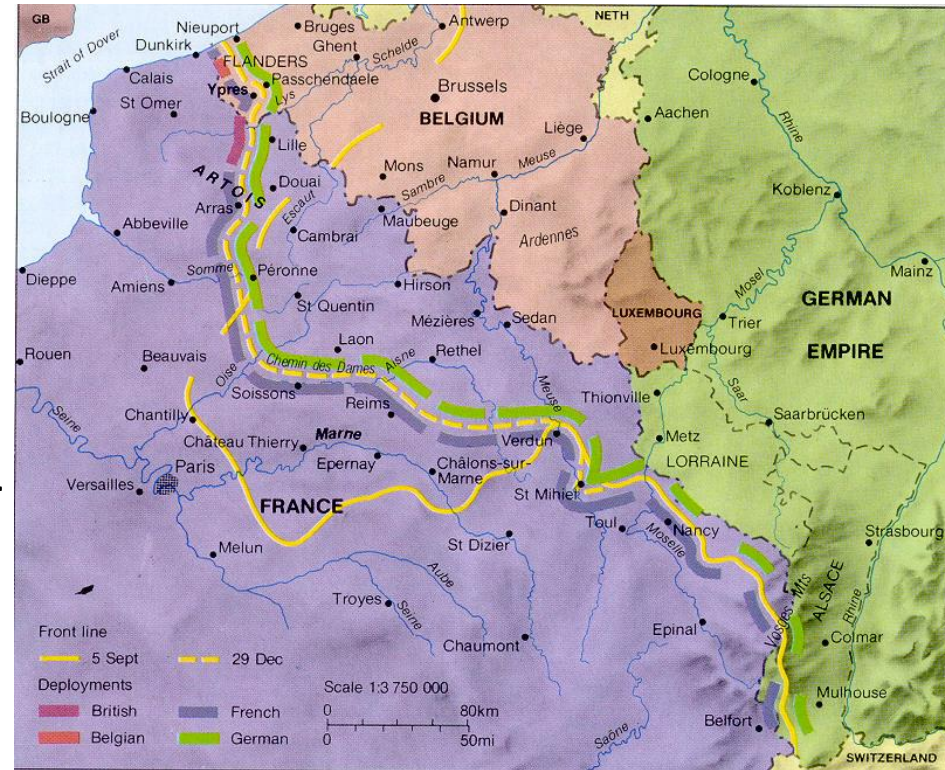 GB
NETH
Nieuport
Bruges
Antwerp
Strait of Dover
Dunkirk
Ghent
Schelde
FLANDERS
Calais
Passchendaele
Cologne
Ypres
Lys
Brussels
St Omer
BELGIUM
Rhine
Boulogne
Aachen
Lille
Liège
ARTOIS
Mons
Namur
Meuse
Douai
Sambre
Koblenz
Arras
Escaut
Dinant
Abbeville
Maubeuge
Cambrai
Ardennes
Somme
Péronne
Mosel
Mainz
Dieppe
Amiens
Hirson
St Quentin
GERMAN
Mézières
Sedan
LUXEMBOURG
Trier
Laon
Rouen
Beauvais
Rethel
Luxembourg
EMPIRE
Chemin des Dames
Aisne
Oise
Soissons
Meuse
Thionville
Saar
Seine
Reims
Chantilly
Saarbrücken
Marne
Verdun
Metz
Château Thierry
Epernay
Châlons-sur-
Marne
LORRAINE
Paris
Versailles
St Mihiel
FRANCE
Toul
Nancy
Strasbourg
Moselle
St Dizier
Melun
Aube
Vosges Mts
ALSACE
Rhine
Troyes
Seine
Epinal
Colmar
Chaumont
Front line
5 Sept
29 Dec
Deployments
Scale 1:3 750 000
British
French
0
80km
Mulhouse
Belgian
German
0
50mi
Saône
Belfort
SWITZERLAND